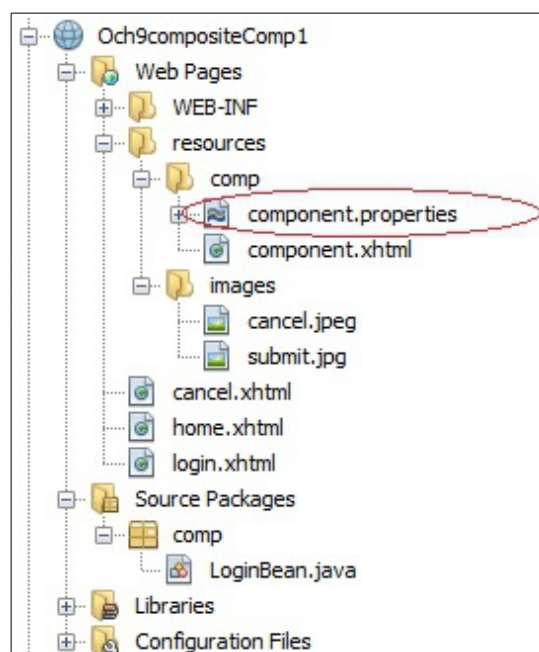 Och9compositeComp1
Web Pages
WEB-INF
resources
comp
component.properties
component.xhtml
images
cancel.jpeg
submit.jpg
cancel.xhtml
home.xhtml
login.xhtml
Source Packages
comp
LoginBean.java
Libraries
Configuration Files